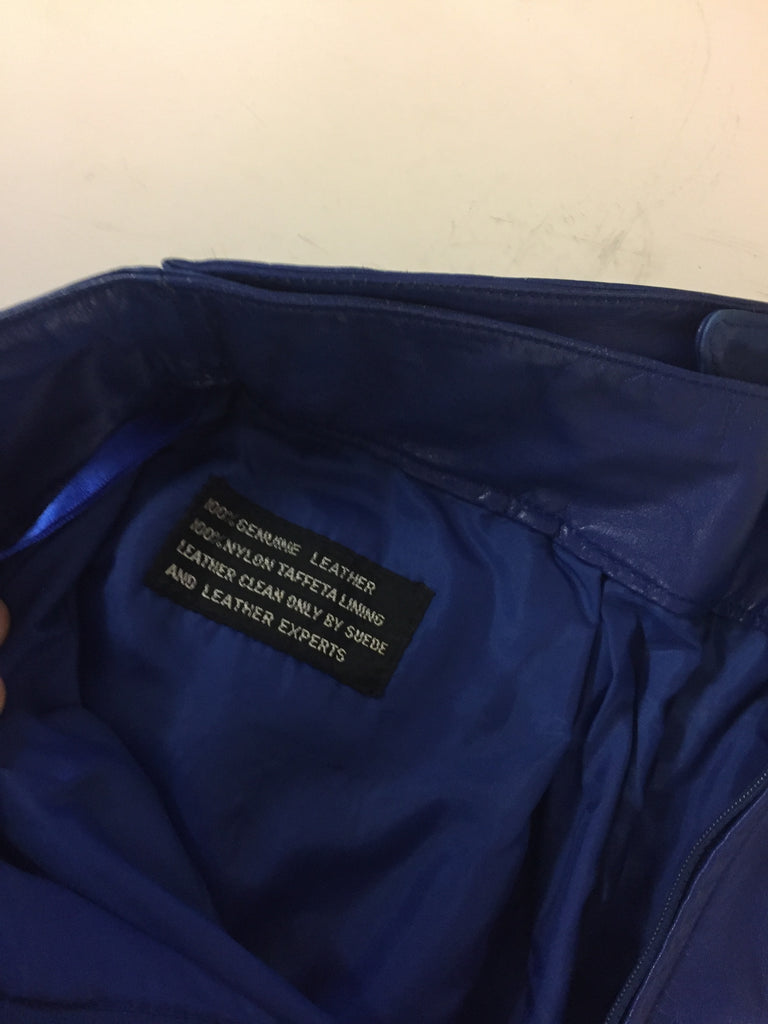 100% GENUINE LEATHER
100% NYLON TAFFETA LINING
LEATHER CLEAN ONLY BY SUEDE
AND LEATHER EXPERTS